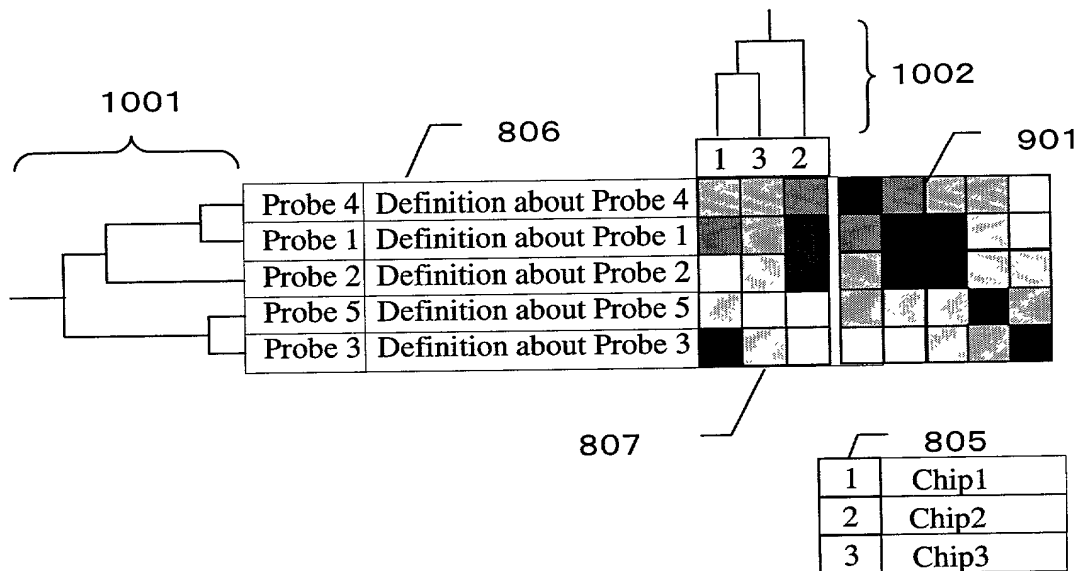 1002
1001
806
901
1 3 2
Probe 4 Definition about Probe 4
Probe 1 Definition about Probe 1
Probe 2 Definition about Probe 2
Probe 5 Definition about Probe 5
Probe 3 Definition about Probe 3
807
805
1 Chip1
2 Chip2
3 Chip3